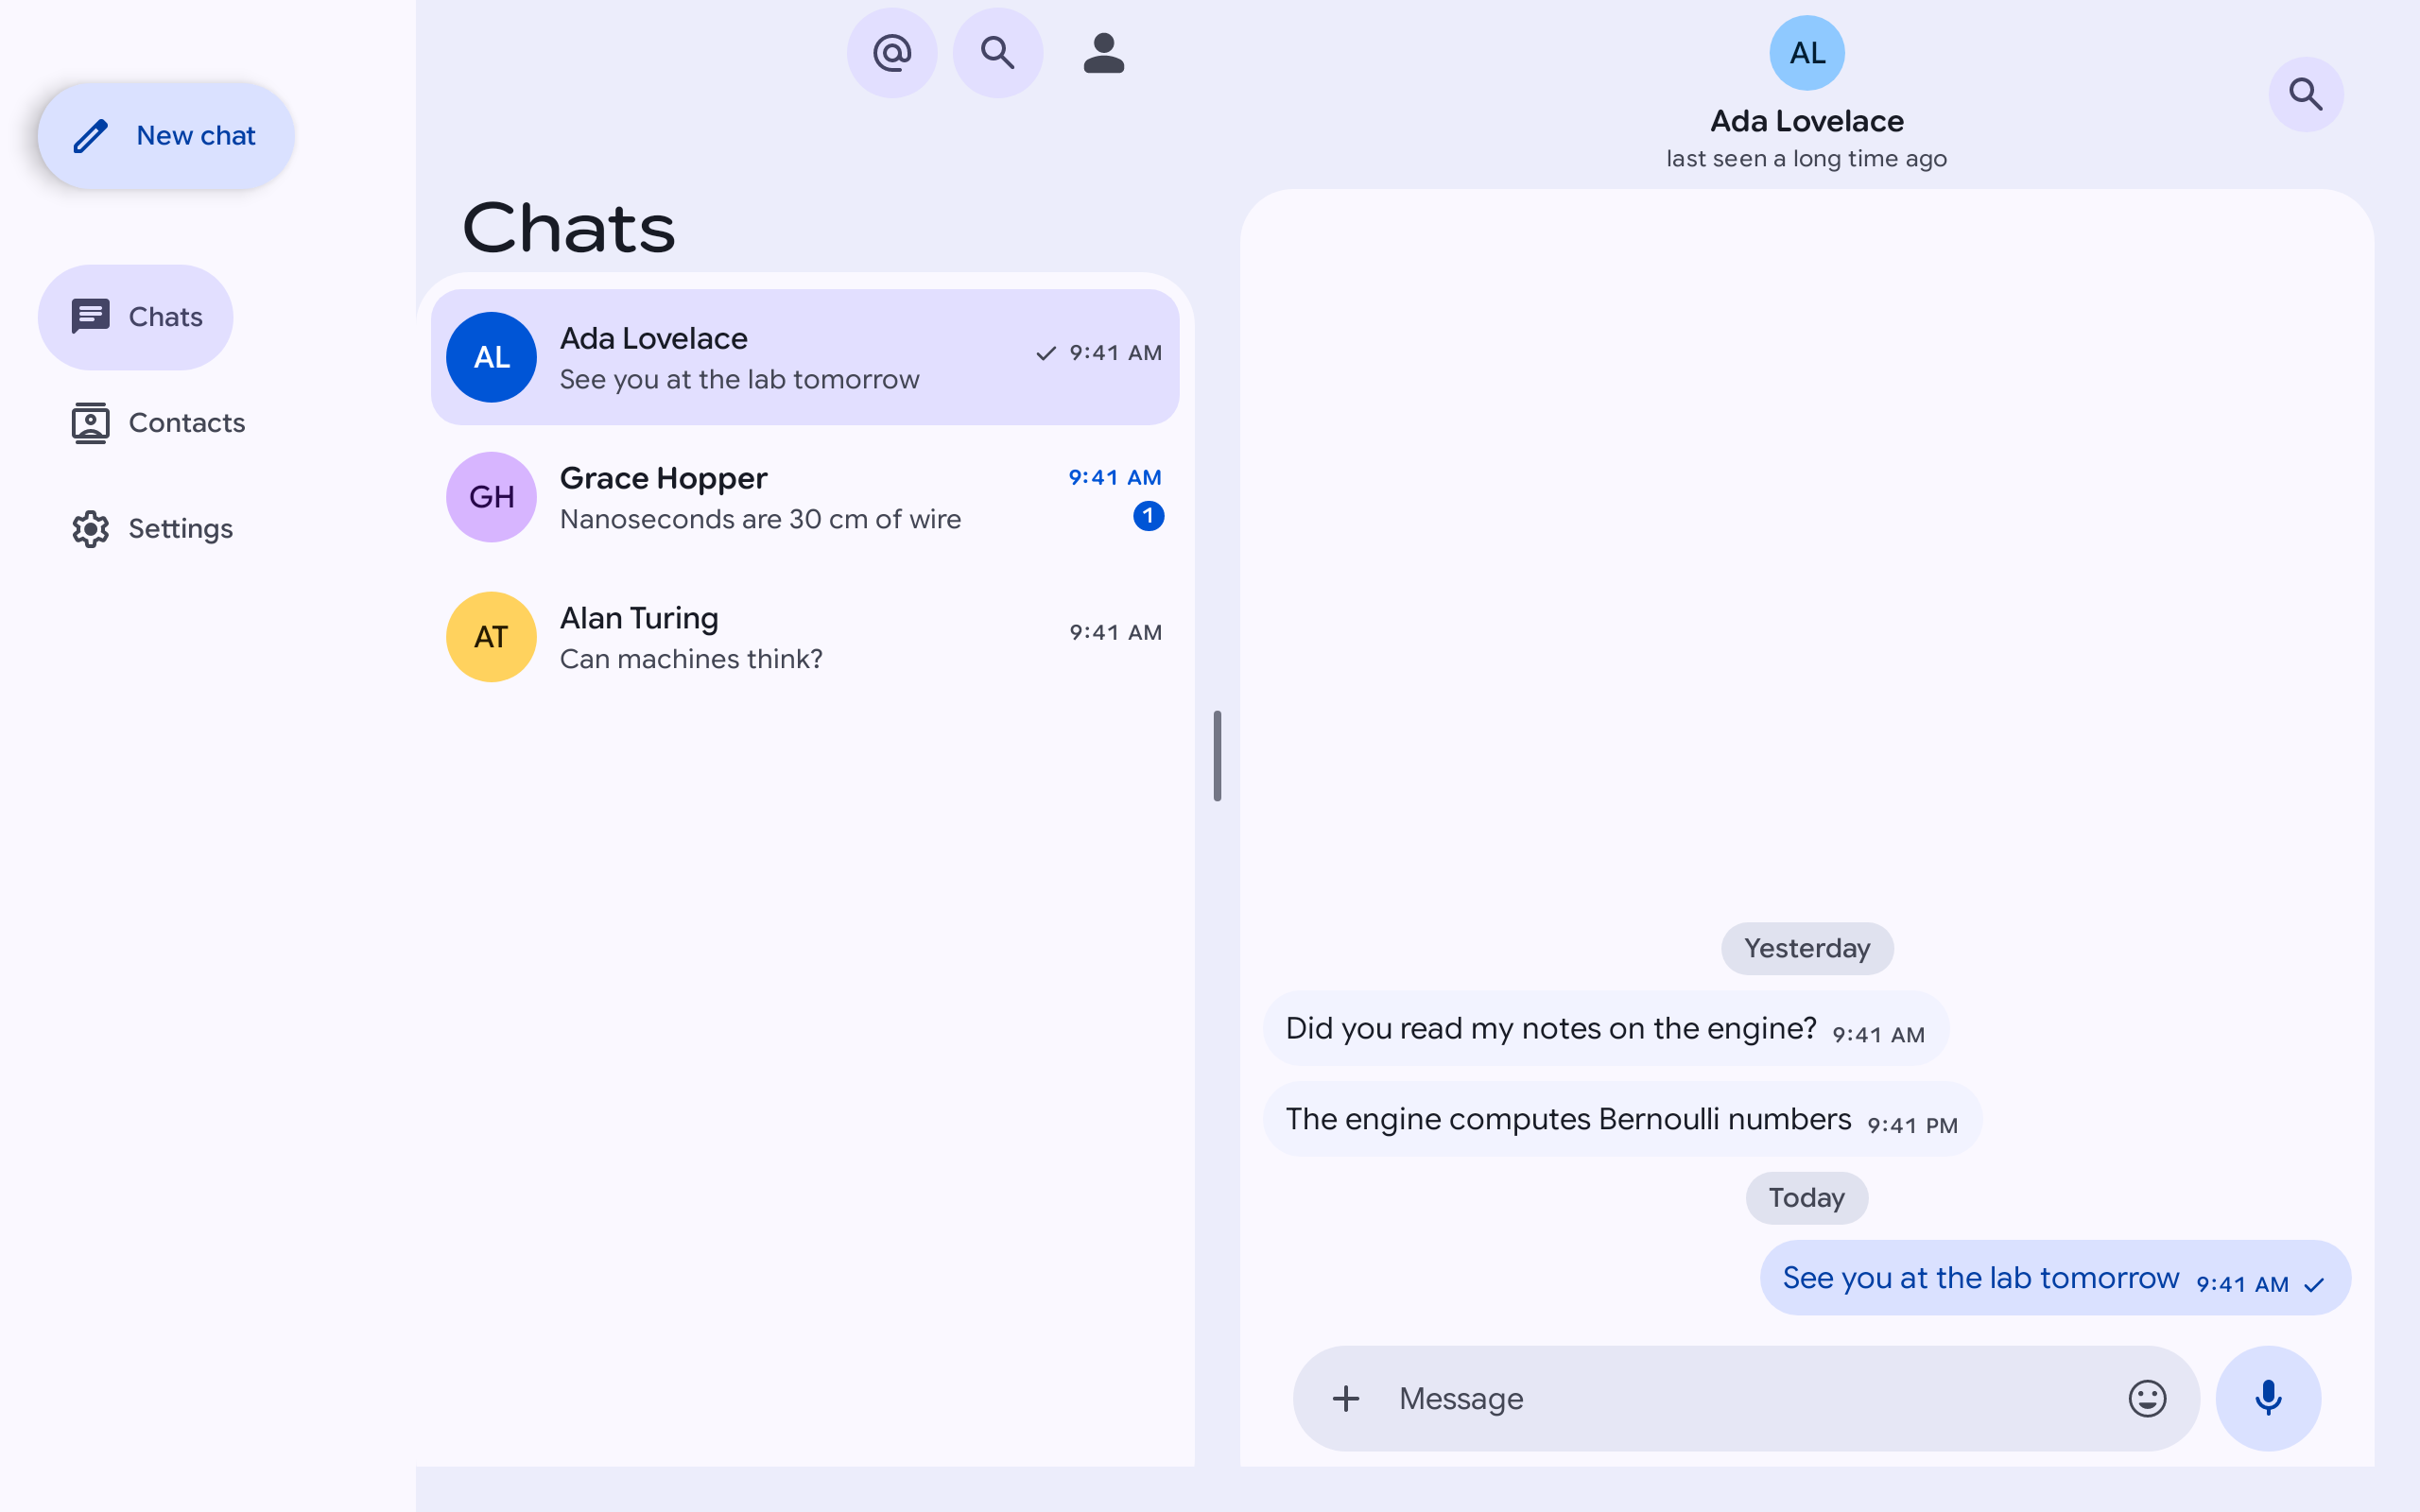 New chat
Chats
Contacts
Settings
Chats
AL
Ada Lovelace
9:41 AM
See you at the lab tomorrow
GH
Grace Hopper
9:41 AM
Nanoseconds are 30 cm of wire
1
AT
Alan Turing
9:41 AM
Can machines think?
AL
Ada Lovelace
last seen a long time ago
Yesterday
Did you read my notes on the engine? 9:41 AM
The engine computes Bernoulli numbers 9:41 PM
Today
See you at the lab tomorrow 9:41 AM
Message